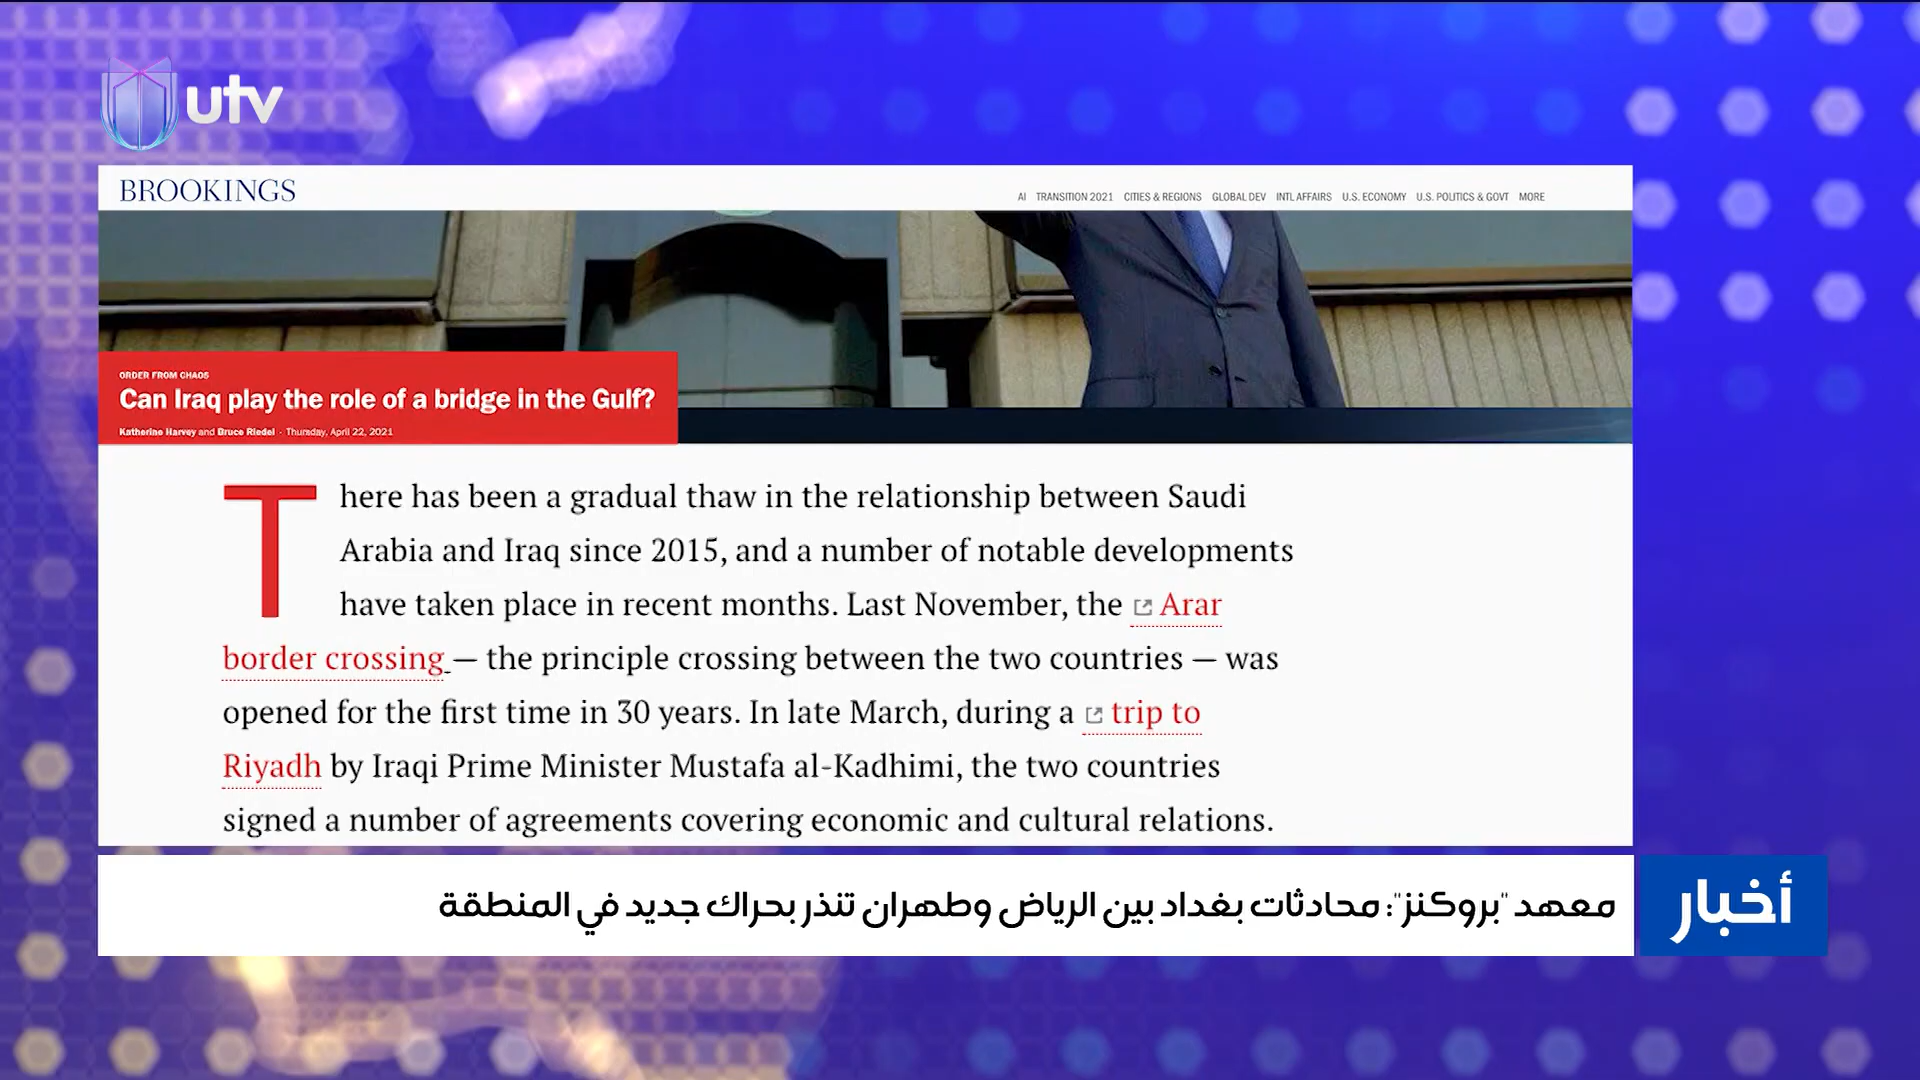 utv
BROOKINGS
AI TRANSITION 2021 CITIES & REGIONS GLOBAL DEV INTL AFFAIRS U.S. ECONOMY U.S. POLITICS & GOVT MORE
ORDER FROM CHAOS
Can Iraq play the role of a bridge in the Gulf?
Katherine Harvey and Bruce Riedel · Thursday, April 22, 2021
There has been a gradual thaw in the relationship between Saudi
Arabia and Iraq since 2015, and a number of notable developments
have taken place in recent months. Last November, the Arar
border crossing — the principle crossing between the two countries — was
opened for the first time in 30 years. In late March, during a trip to
Riyadh by Iraqi Prime Minister Mustafa al-Kadhimi, the two countries
signed a number of agreements covering economic and cultural relations.
أخبار
معهد "بروكنز": محادثات بغداد بين الرياض وطهران تنذر بحراك جديد في المنطقة